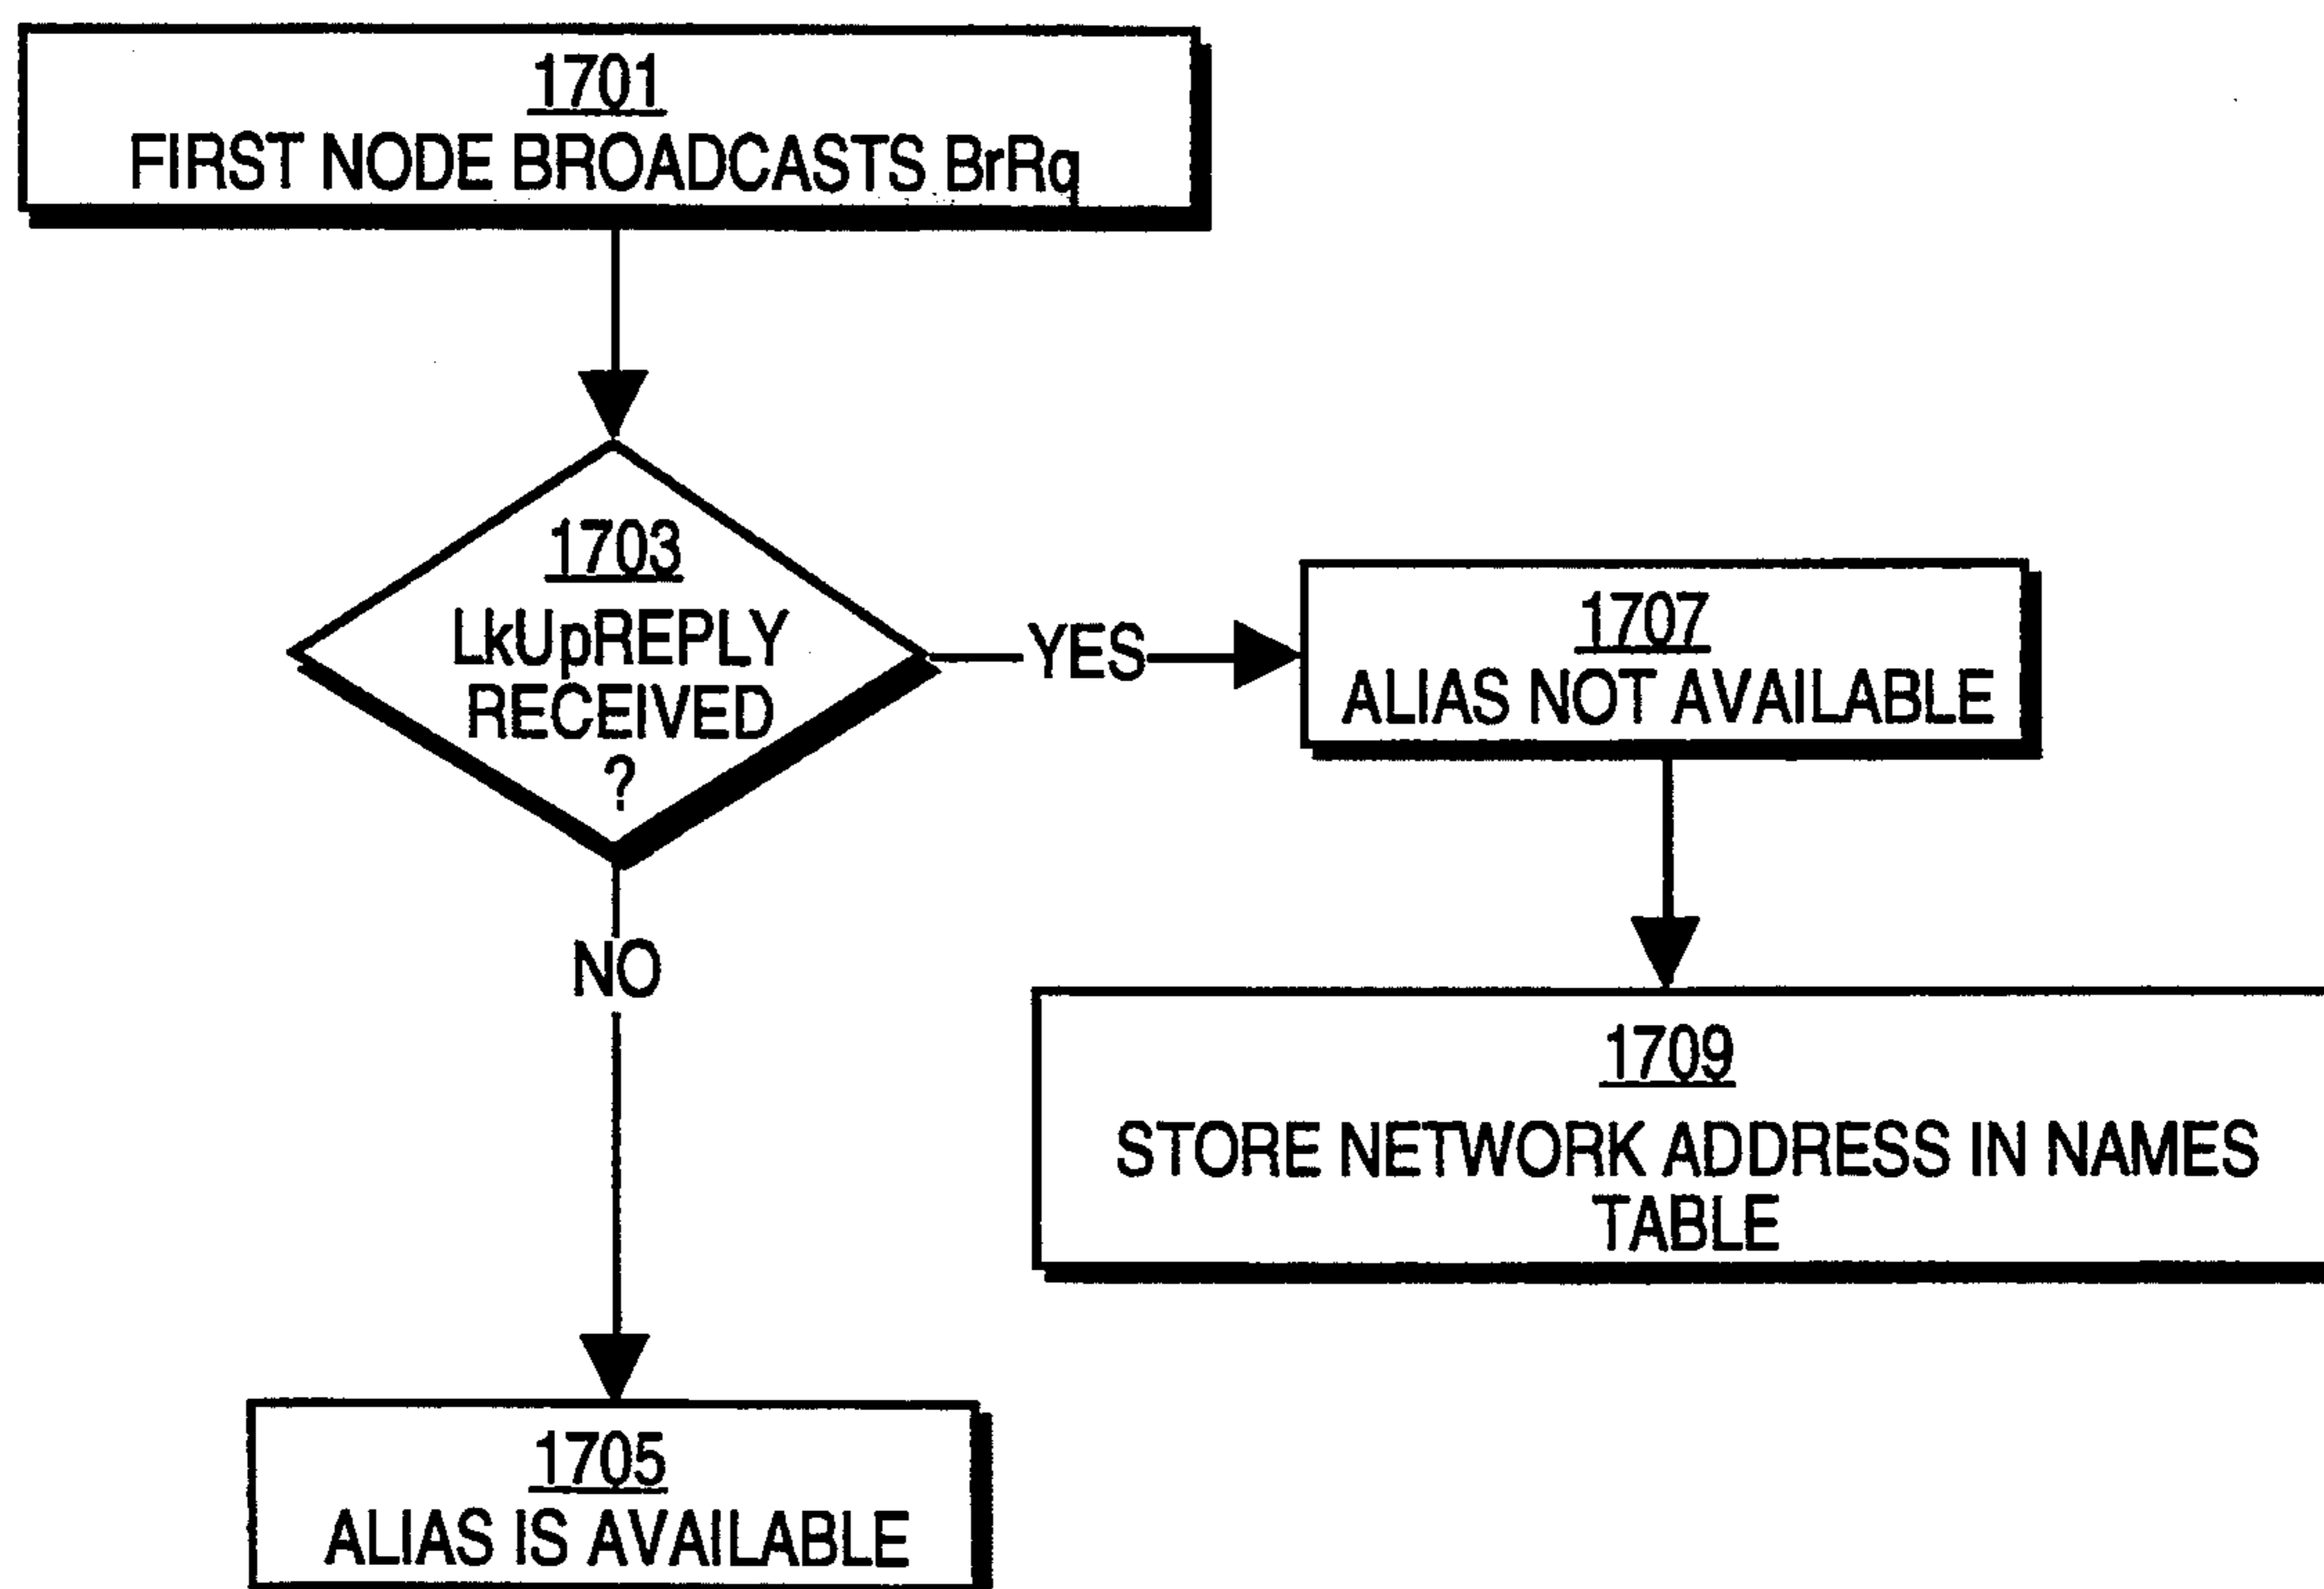 1701
FIRST NODE BROADCASTS BrRq
1703
LkUpREPLY
RECEIVED
?
YES
1707
ALIAS NOT AVAILABLE
NO
1709
STORE NETWORK ADDRESS IN NAMES
TABLE
1705
ALIAS IS AVAILABLE